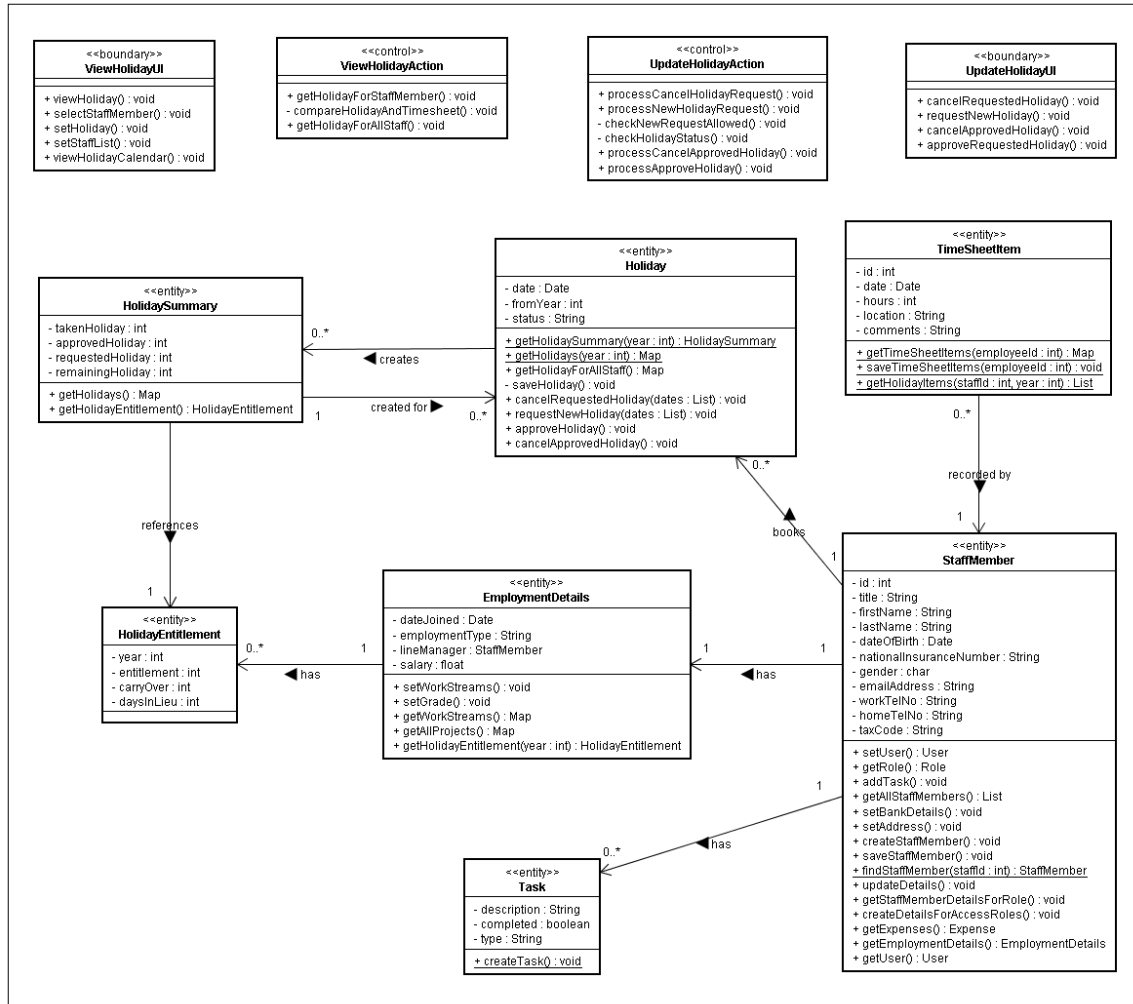 <<boundary>>
ViewHolidayUI
+ viewHoliday() : void
+ selectStaffMember() : void
+ setHoliday() : void
+ setStaffList() : void
+ viewHolidayCalendar() : void
<<control>>
ViewHolidayAction
+ getHolidayForStaffMember() : void
- compareHolidayAndTimesheet() : void
+ getHolidayForAllStaff() : void
<<control>>
UpdateHolidayAction
+ processCancelHolidayRequest() : void
+ processNewHolidayRequest() : void
- checkNewRequestAllowed() : void
- checkHolidayStatus() : void
+ processCancelApprovedHoliday() : void
+ processApproveHoliday() : void
<<boundary>>
UpdateHolidayUI
+ cancelRequestedHoliday() : void
+ requestNewHoliday() : void
+ cancelApprovedHoliday() : void
+ approveRequestedHoliday() : void
<<entity>>
HolidaySummary
- takenHoliday : int
- approvedHoliday : int
- requestedHoliday : int
- remainingHoliday : int
+ getHolidays() : Map
+ getHolidayEntitlement() : HolidayEntitlement
0..*
creates
1
created for
0..*
<<entity>>
Holiday
- date : Date
- fromYear : int
- status : String
+ getHolidaySummary(year : int) : HolidaySummary
+ getHolidays(year : int) : Map
+ getHolidayForAllStaff() : Map
- saveHoliday() : void
+ cancelRequestedHoliday(dates : List) : void
+ requestNewHoliday(dates : List) : void
+ approveHoliday() : void
+ cancelApprovedHoliday() : void
<<entity>>
TimeSheetItem
- id : int
- date : Date
- hours : int
- location : String
- comments : String
+ getTimeSheetItems(employeeId : int) : Map
+ saveTimeSheetItems(employeeId : int) : void
+ getHolidayItems(staffId : int, year : int) : List
0..*
recorded by
1
0..*
books
1
references
1
<<entity>>
HolidayEntitlement
- year : int
- entitlement : int
- carryOver : int
- daysInLieu : int
0..*
has
1
<<entity>>
EmploymentDetails
- dateJoined : Date
- employmentType : String
- lineManager : StaffMember
- salary : float
+ setWorkStreams() : void
+ setGrade() : void
+ getWorkStreams() : Map
+ getAllProjects() : Map
+ getHolidayEntitlement(year : int) : HolidayEntitlement
1
has
1
<<entity>>
StaffMember
- id : int
- title : String
- firstName : String
- lastName : String
- dateOfBirth : Date
- nationalInsuranceNumber : String
- gender : char
- emailAddress : String
- workTelNo : String
- homeTelNo : String
- taxCode : String
+ setUser() : User
+ getRole() : Role
+ addTask() : void
+ getAllStaffMembers() : List
+ setBankDetails() : void
+ setAddress() : void
+ createStaffMember() : void
+ saveStaffMember() : void
+ findStaffMember(staffId : int) : StaffMember
+ updateDetails() : void
+ getStaffMemberDetailsForRole() : void
+ createDetailsForAccessRoles() : void
+ getExpenses() : Expense
+ getEmploymentDetails() : EmploymentDetails
+ getUser() : User
1
has
0..*
<<entity>>
Task
- description : String
- completed : boolean
- type : String
+ createTask() : void